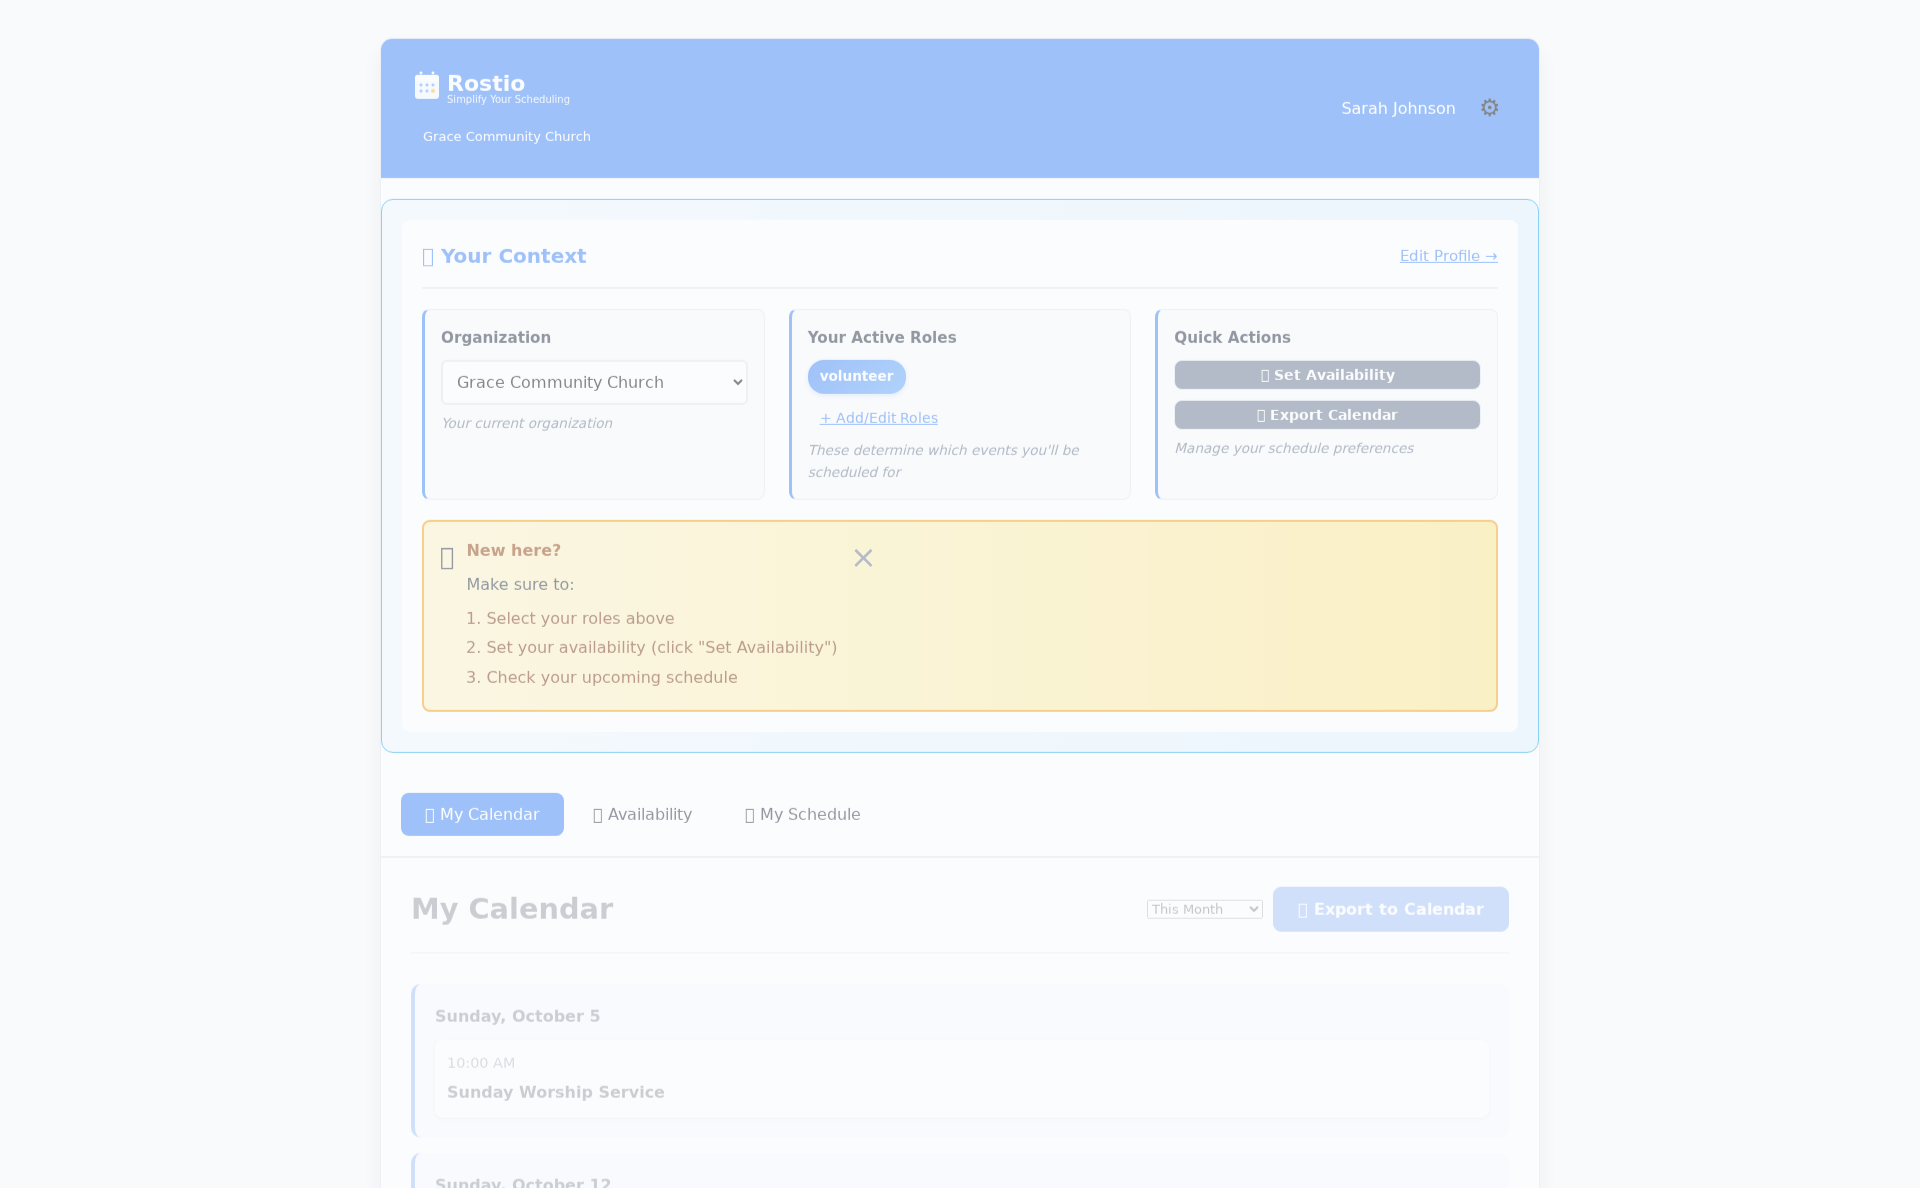 Rostio
Simplify Your Scheduling
Grace Community Church
Sarah Johnson
Your Context
Edit Profile →
Organization
Grace Community Church
Your current organization
Your Active Roles
volunteer
+ Add/Edit Roles
These determine which events you'll be
scheduled for
Quick Actions
Set Availability
Export Calendar
Manage your schedule preferences
New here?
Make sure to:
1. Select your roles above
2. Set your availability (click "Set Availability")
3. Check your upcoming schedule
My Calendar
Availability
My Schedule
My Calendar
This Month
Export to Calendar
Sunday, October 5
10:00 AM
Sunday Worship Service
Sunday, October 12